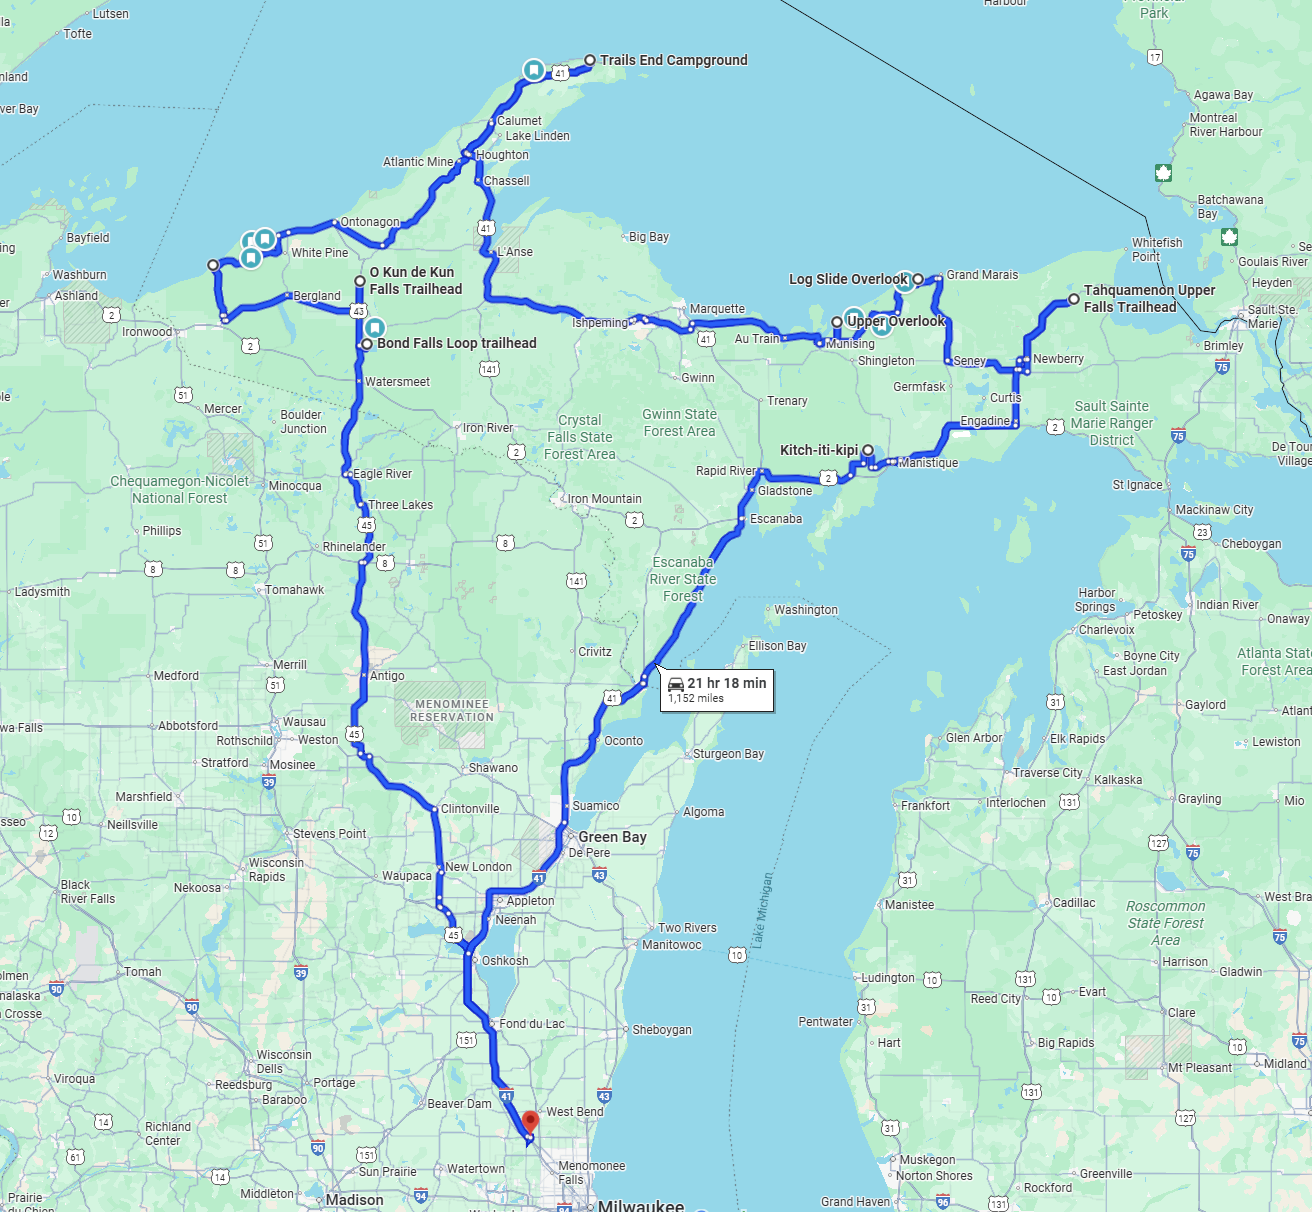 Lutsen
Tofte
Harbour
Provincial
Park
17
Trails End Campground
41
Agawa Bay
ver Bay
Montreal
River Harbour
Calumet
Lake Linden
Atlantic Mine
Houghton
Chassell
Batchawana
Bay
Ontonagon
41
Bayfield
Big Bay
Whitefish
Point
White Pine
L'Anse
Goulais River
Heyden
Washburn
O Kun de Kun
Falls Trailhead
Log Slide Overlook
Grand Marais
Ashland
Bergland
Tahquamenon Upper
Falls Trailhead
2
43
Marquette
Upper Overlook
Sault Ste.
Marie
Ironwood
Ishpeming
2
Bond Falls Loop trailhead
41
Au Train
Munising
Brimley
Shingleton
Seney
Newberry
75
141
Watersmeet
Gwinn
Germfask
51
Mercer
Trenary
Curtis
Boulder
Junction
Crystal
Falls State
Forest Area
Gwinn State
Forest Area
Sault Sainte
Marie Ranger
District
Iron River
Engadine
2
75
2
Kitch-iti-kipi
De Tour
Village
Eagle River
Rapid River
2
Manistique
Chequamegon-Nicolet
National Forest
Minocqua
Gladstone
St Ignace
Three Lakes
Iron Mountain
Mackinaw City
Phillips
45
2
Escanaba
23
51
Rhinelander
8
Cheboygan
75
8
8
8
Escanaba
River State
Forest
Ladysmith
Tomahawk
141
Harbor
Springs
Indian River
Washington
Petoskey
Onaway
Charlevoix
Ellison Bay
Crivitz
Boyne City
Atlanta State
Forest Area
Merrill
East Jordan
Medford
Antigo
21 hr 18 min
1,152 miles
51
41
MENOMINEE
RESERVATION
31
Gaylord
Abbotsford
Wausau
Rothschild
Weston
45
Oconto
Glen Arbor
Elk Rapids
Lewiston
Stratford
Mosinee
Shawano
Sturgeon Bay
39
Traverse City
Kalkaska
Marshfield
Clintonville
Suamico
Algoma
Frankfort
Interlochen
131
Grayling
Mio
10
Neillsville
12
Stevens Point
Green Bay
De Pere
127
75
Wisconsin
Rapids
New London
Waupaca
41
43
31
Black
River Falls
Nekoosa
Appleton
Lake Michigan
Manistee
Cadillac
Roscommon
State Forest
Area
Neenah
Two Rivers
45
Manitowoc
75
10
Oshkosh
Harrison
Tomah
39
Ludington
10
131
Gladwin
90
Reed City
10
Evart
90
31
Clare
Pentwater
Fond du Lac
Sheboygan
151
Hart
Big Rapids
10
75
Wisconsin
Dells
Mt Pleasant
Midland
Viroqua
Reedsburg
Portage
Baraboo
41
43
131
Beaver Dam
West Bend
14
Richland
Center
31
127
90
61
151
Muskegon
Norton Shores
Sun Prairie
Watertown
Menomonee
Falls
14
Greenville
Rockford
Middleton
Madison
94
Grand Haven
96
131
Prairie
du Chien
94
Milwaukee